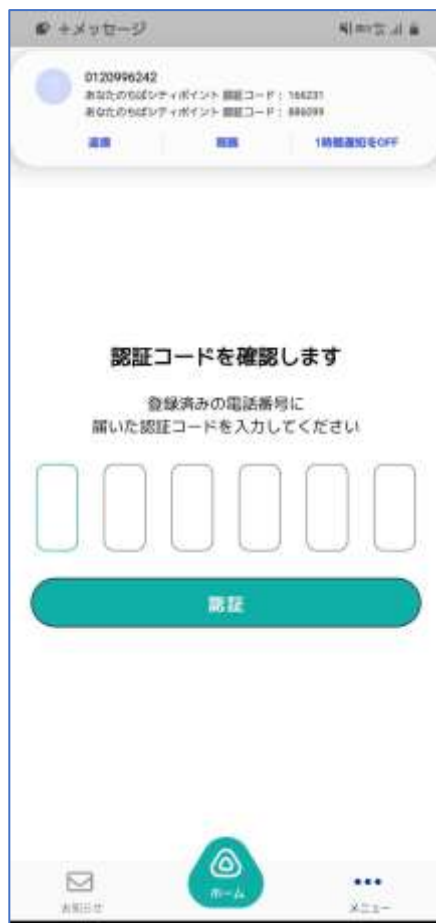 +メッセージ
0120996242
あなたのちばシティポイント 認証コード: 166231
あなたのちばシティポイント 認証コード: 886099
1時間通知をOFF
認証コードを確認します
登録済みの電話番号に
届いた認証コードを入力してください
認証
お知らせ
ホーム
メニュー